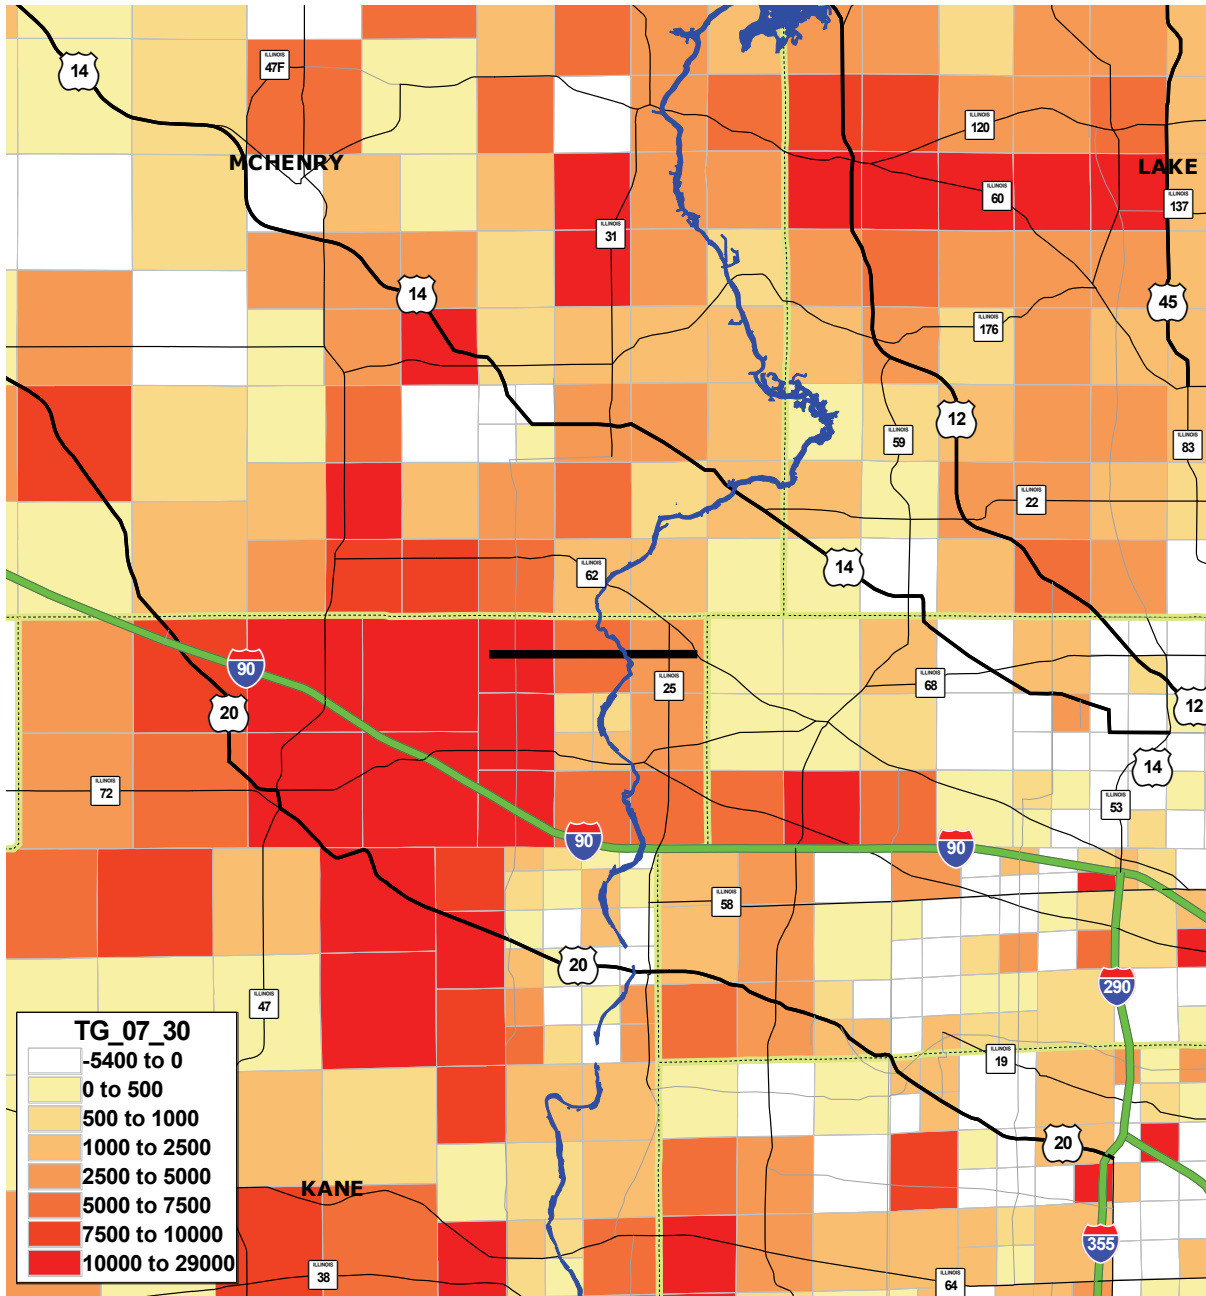 14
ILLINOIS
47F
ILLINOIS
120
MCHENRY
LAKE
ILLINOIS
60
ILLINOIS
137
ILLINOIS
31
14
45
ILLINOIS
176
12
ILLINOIS
59
ILLINOIS
83
ILLINOIS
22
14
ILLINOIS
62
90
ILLINOIS
25
ILLINOIS
68
20
12
14
ILLINOIS
72
ILLINOIS
53
90
90
ILLINOIS
58
20
290
ILLINOIS
47
ILLINOIS
19
20
KANE
355
ILLINOIS
38
ILLINOIS
64
TG_07_30
-5400 to 0
0 to 500
500 to 1000
1000 to 2500
2500 to 5000
5000 to 7500
7500 to 10000
10000 to 29000